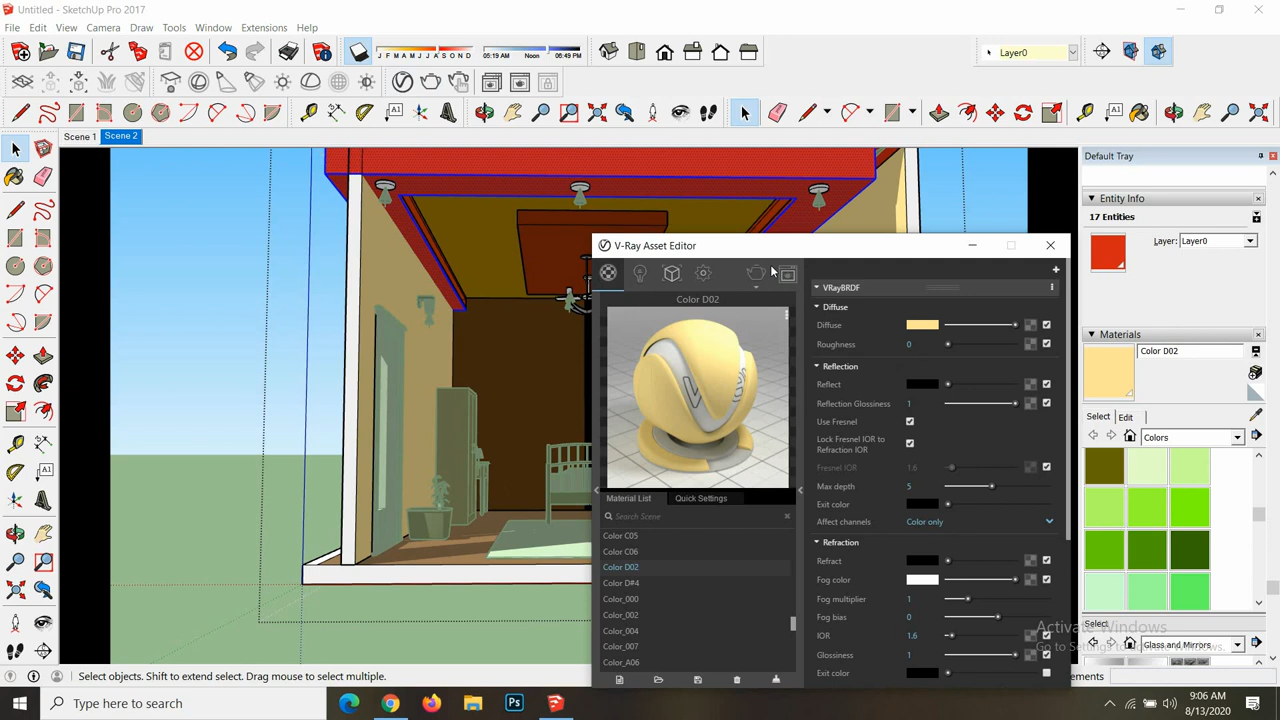 Untitled - SketchUp Pro 2017
File Edit View Camera Draw Tools Window Extensions Help
J F M A M J J A S O N D
05:19 AM Noon 06:49 PM
Layer0
A1
A1
Scene 1 Scene 2
Default Tray
Entity Info
17 Entities
Layer: Layer0
V-Ray Asset Editor
Color D02
VRayBRDF
Diffuse
Diffuse
Roughness 0
Reflection
Reflect
Reflection Glossiness 1
Use Fresnel
Lock Fresnel IOR to
Refraction IOR
Fresnel IOR 1.6
Max depth 5
Exit color
Affect channels Color only
Refraction
Refract
Fog color
Fog multiplier 1
Fog bias 0
IOR 1.6
Glossiness 1
Exit color
Material List Quick Settings
Search Scene
Color C05
Color C06
Color D02
Color D#4
Color_000
Color_002
Color_004
Color_007
Color_A06
Materials
Color D02
Select Edit
Colors
Select
Glass and Mirrors
A1
Activate Windows
Go to Settings to activate Windows.
Select objects. Shift to extend select. Drag mouse to select multiple.
Type here to search
Ps
9:06 AM
8/13/2020